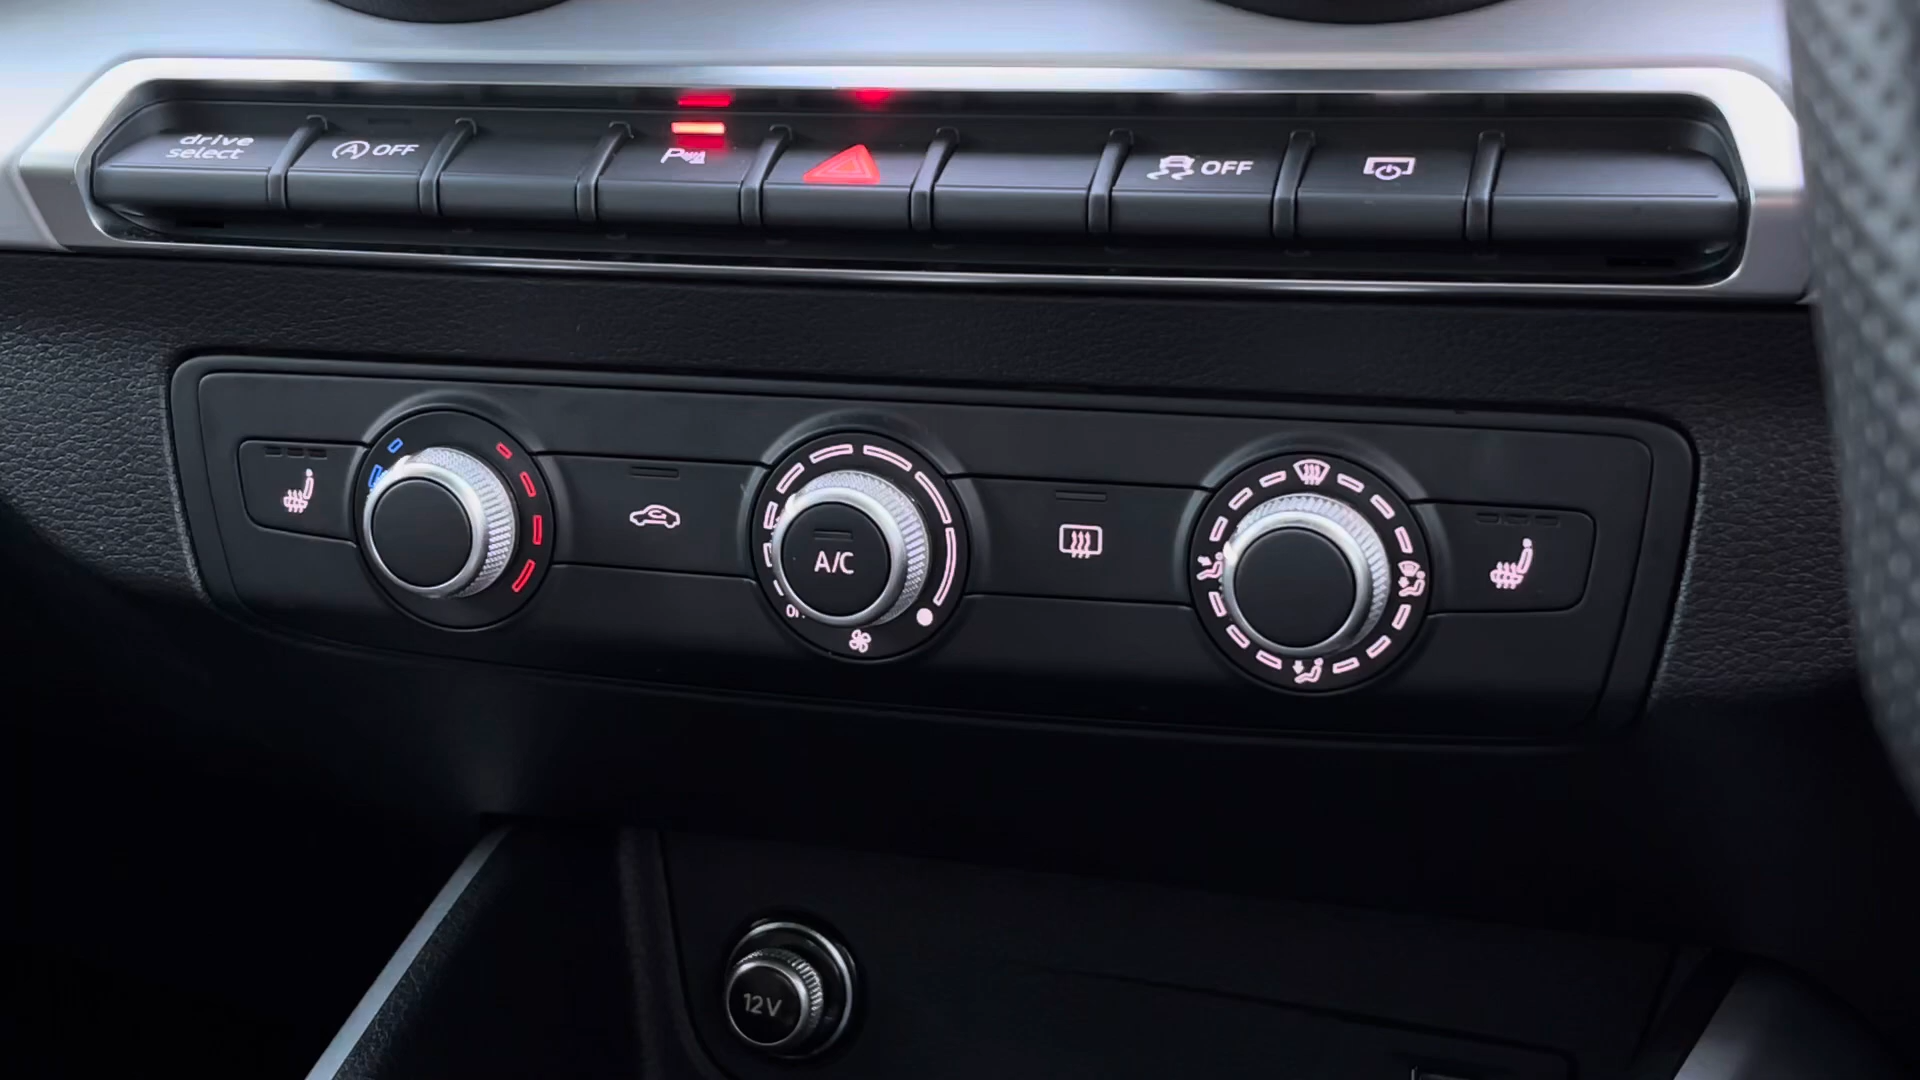 drive
select
OFF
P
OFF
A/C
12V